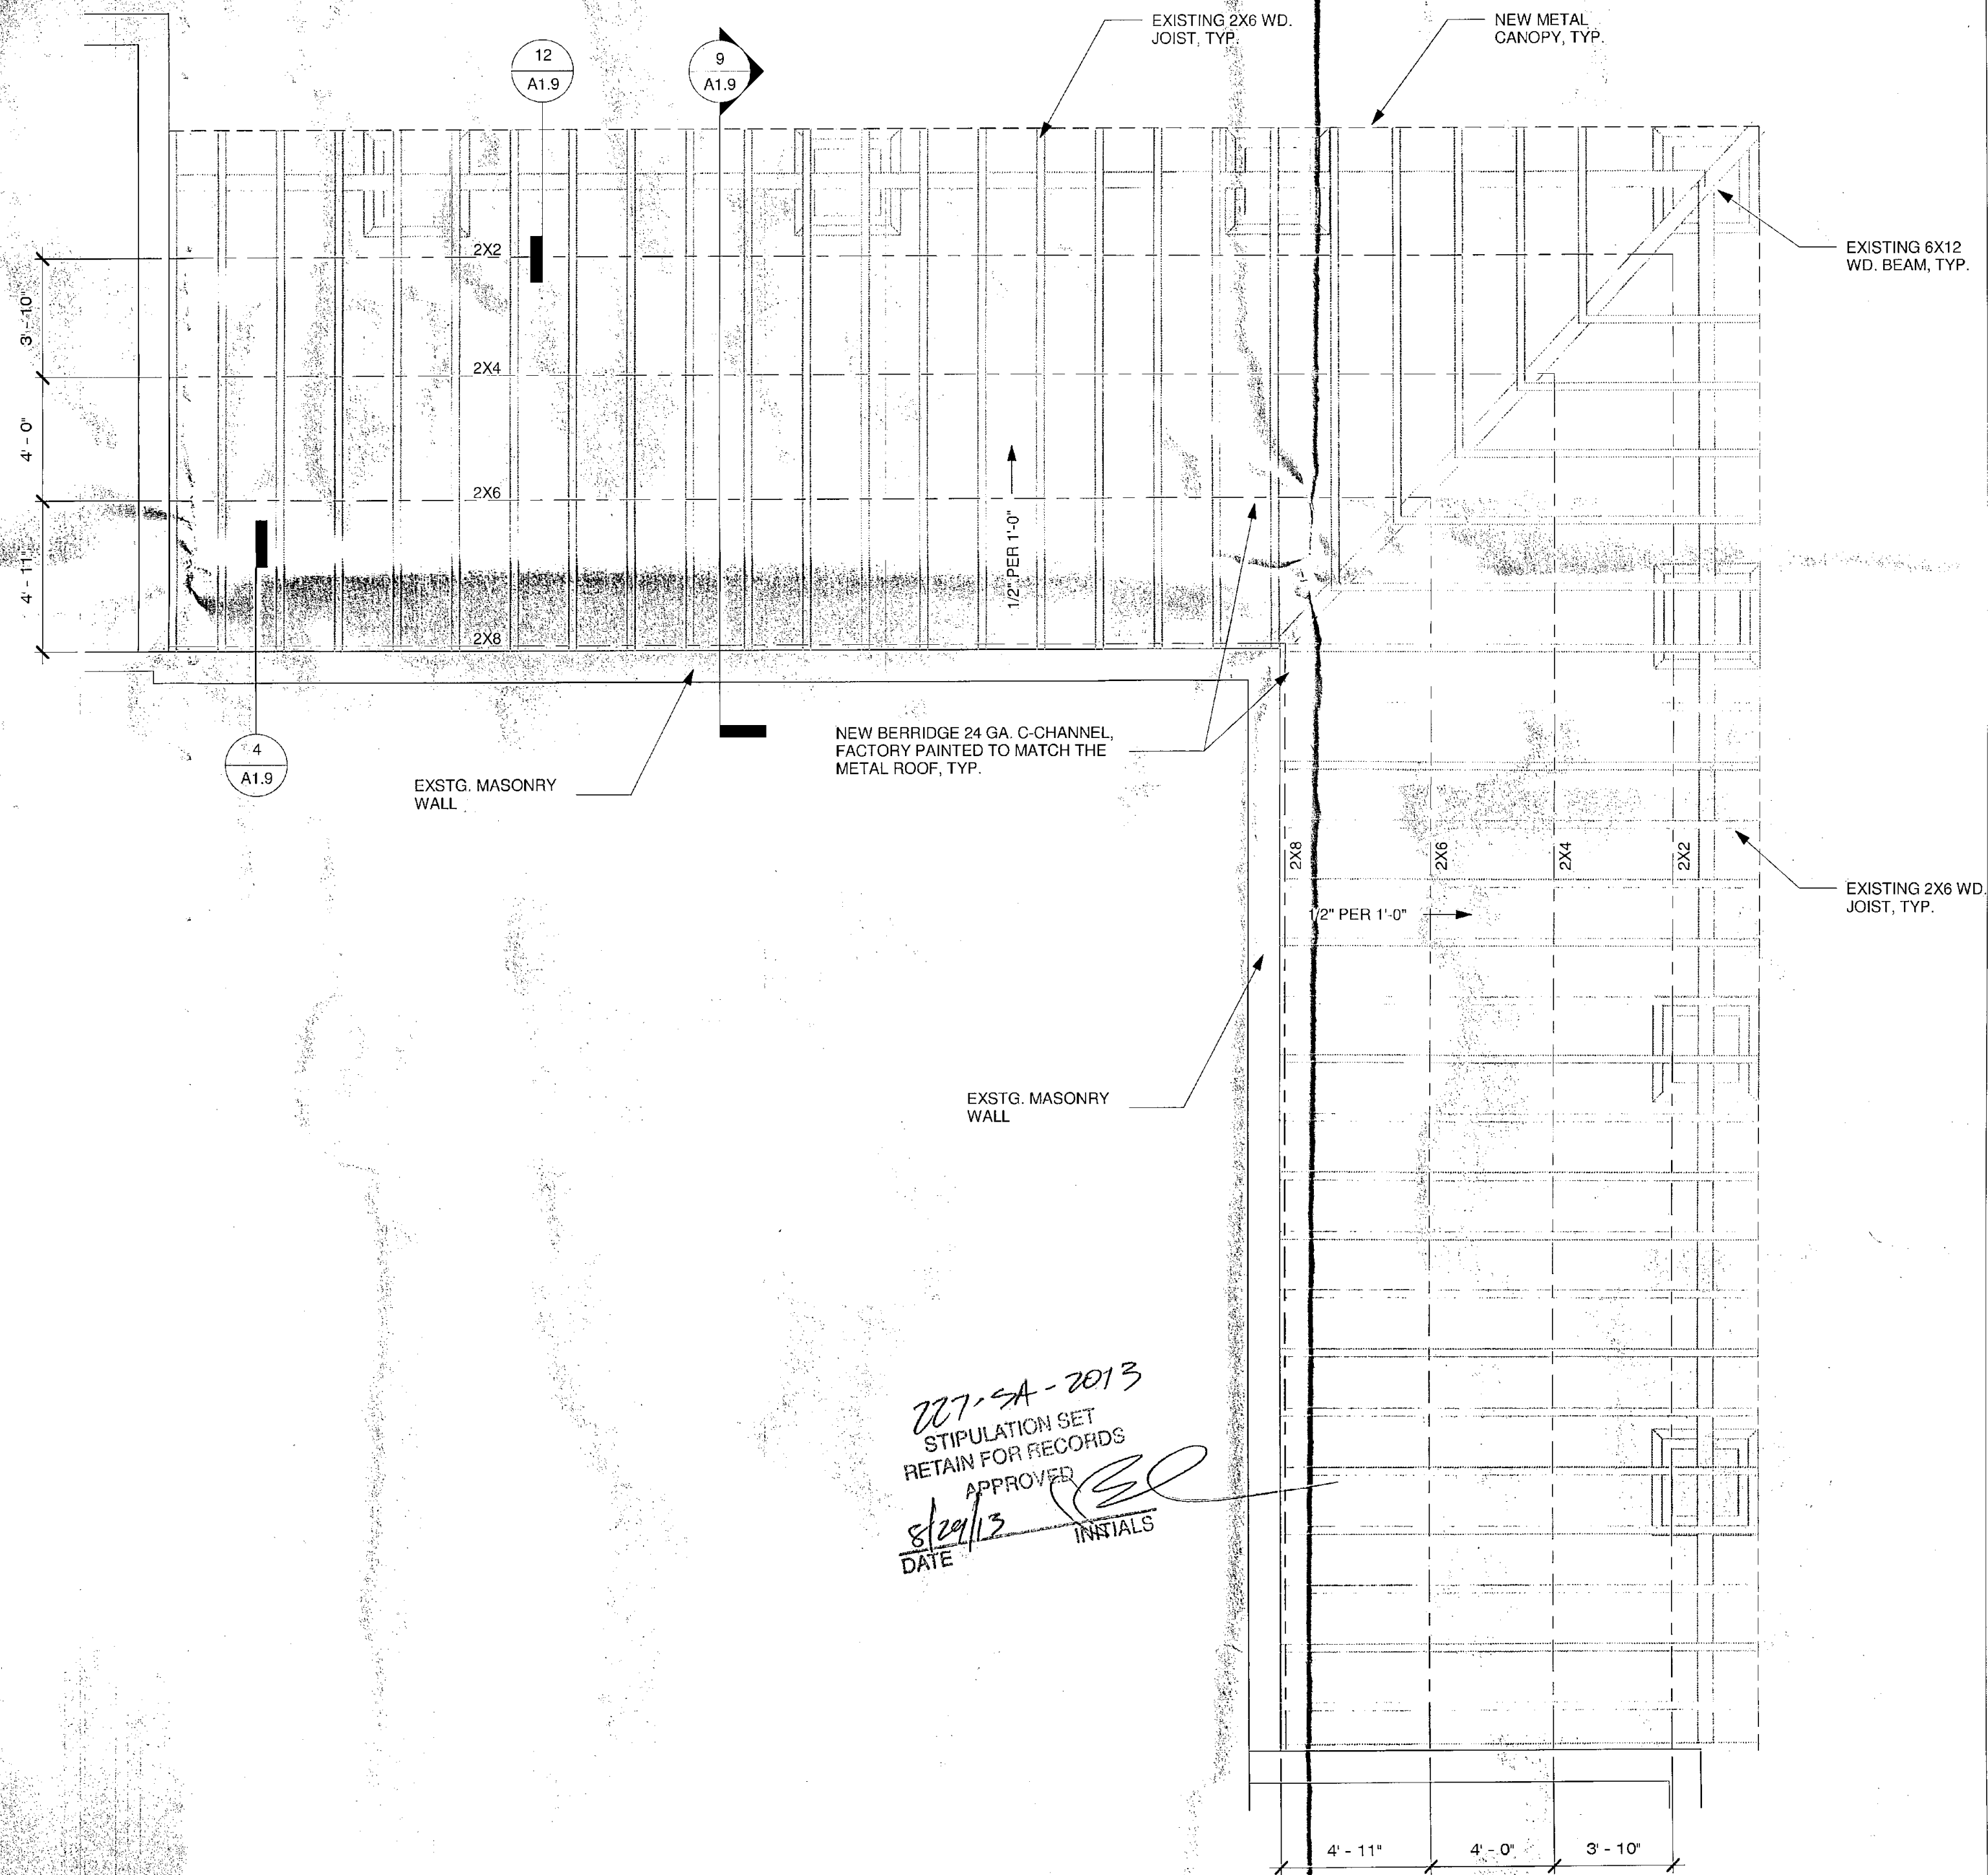 EXISTING 2X6 WD.
JOIST, TYP.
NEW METAL
CANOPY, TYP.
12
A1.9
9
A1.9
EXISTING 6X12
WD. BEAM, TYP.
2X2
3' - 10"
2X4
4' - 0"
2X6
1/2" PER 1'-0"
4' - 11"
2X8
4
A1.9
EXSTG. MASONRY
WALL
NEW BERRIDGE 24 GA. C-CHANNEL,
FACTORY PAINTED TO MATCH THE
METAL ROOF, TYP.
2X8
2X6
2X4
2X2
EXISTING 2X6 WD.
JOIST, TYP.
1/2" PER 1'-0"
EXSTG. MASONRY
WALL
227-SA-2013
STIPULATION SET
RETAIN FOR RECORDS
APPROVED
8/29/13
DATE
INITIALS
4' - 11"
4' - 0"
3' - 10"